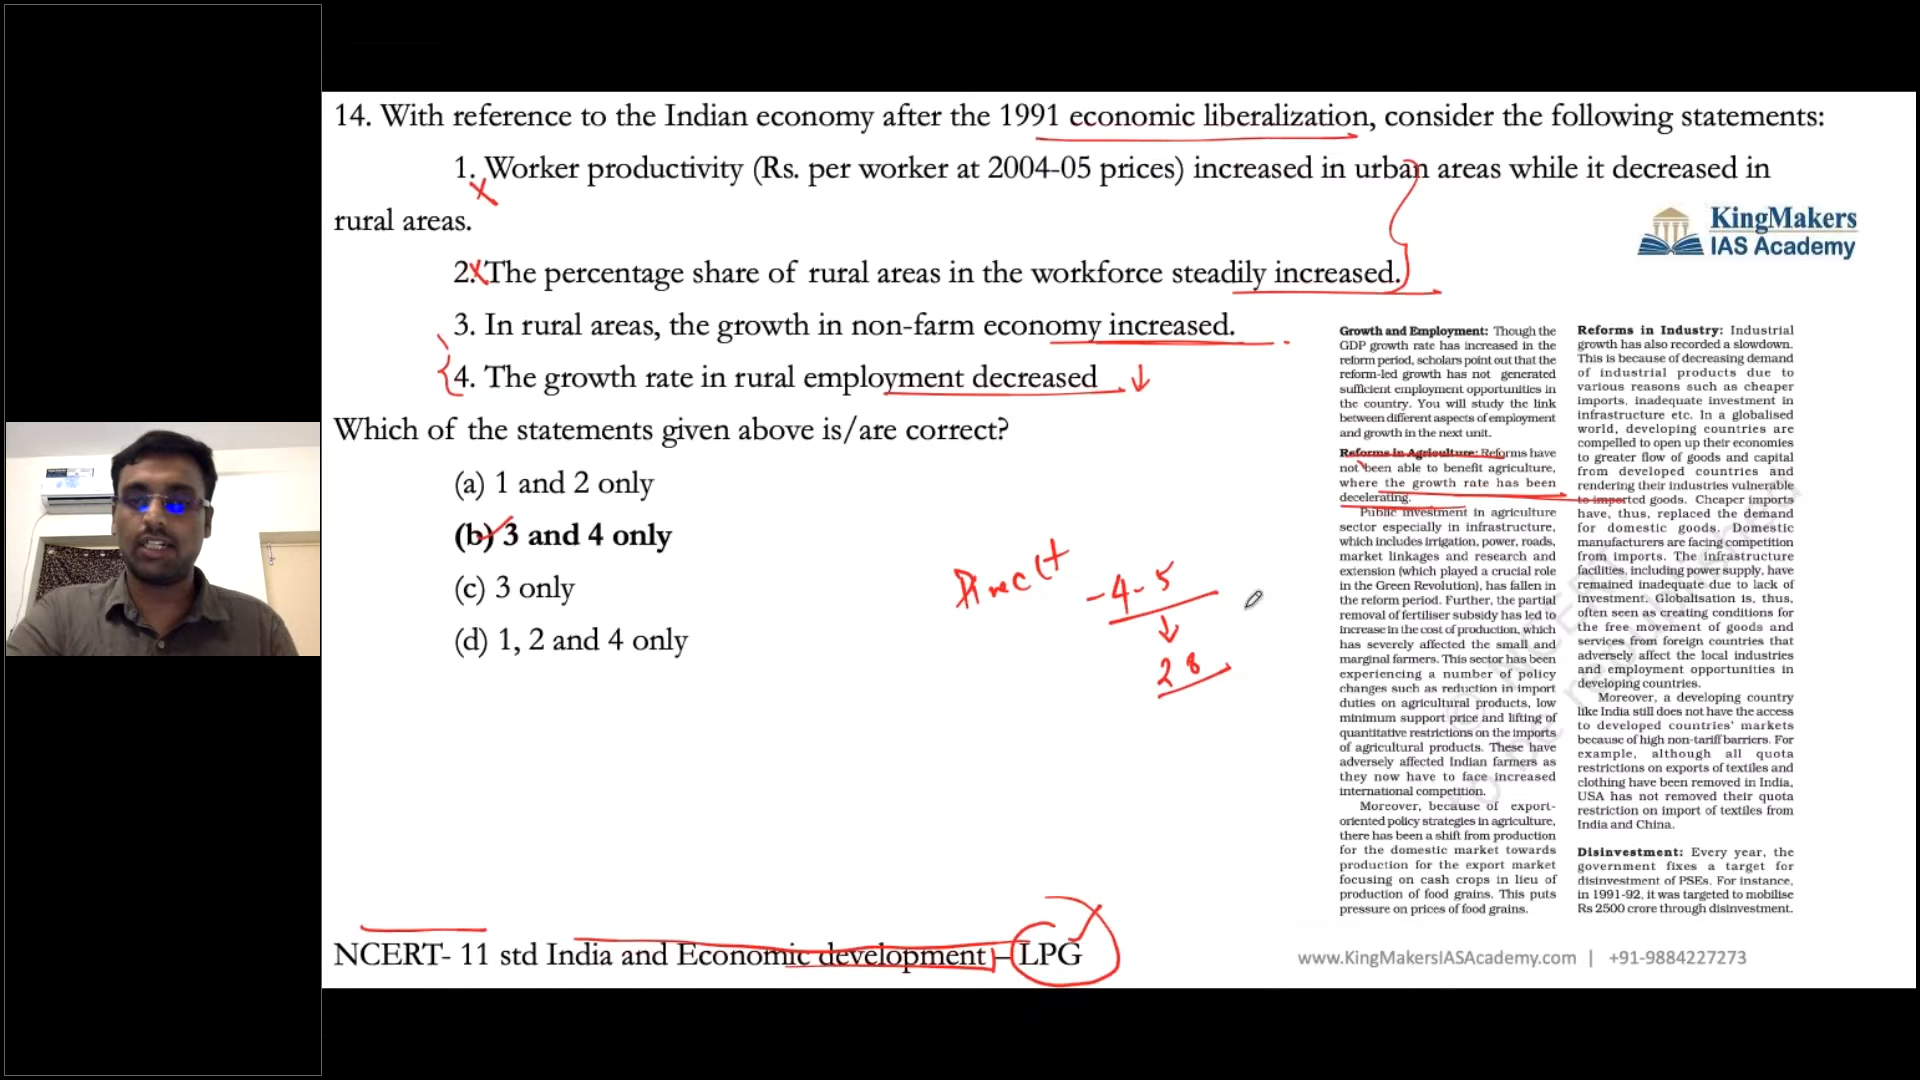 14. With reference to the Indian economy after the 1991 economic liberalization, consider the following statements:
1. Worker productivity (Rs. per worker at 2004-05 prices) increased in urban areas while it decreased in
rural areas.
2. The percentage share of rural areas in the workforce steadily increased.
3. In rural areas, the growth in non-farm economy increased.
4. The growth rate in rural employment decreased
Which of the statements given above is/are correct?
(a) 1 and 2 only
(b) 3 and 4 only
(c) 3 only
(d) 1, 2 and 4 only
Direct
- 4 - 5
28
KingMakers
IAS Academy
Growth and Employment: Though the
GDP growth rate has increased in the
reform period, scholars point out that the
reform-led growth has not generated
sufficient employment opportunities in
the country. You will study the link
between different aspects of employment
and growth in the next unit.
Reforms in Agriculture: Reforms have
not been able to benefit agriculture,
where the growth rate has been
decelerating.
Public investment in agriculture
sector especially in infrastructure,
which includes irrigation, power, roads,
market linkages and research and
extension (which played a crucial role
in the Green Revolution), has fallen in
the reform period. Further, the partial
removal of fertiliser subsidy has led to
increase in the cost of production, which
has severely affected the small and
marginal farmers. This sector has been
experiencing a number of policy
changes such as reduction in import
duties on agricultural products, low
minimum support price and lifting of
quantitative restrictions on the imports
of agricultural products. These have
adversely affected Indian farmers as
they now have to face increased
international competition.
Moreover, because of export-
oriented policy strategies in agriculture,
there has been a shift from production
for the domestic market towards
production for the export market
focusing on cash crops in lieu of
production of food grains. This puts
pressure on prices of food grains.
Reforms in Industry: Industrial
growth has also recorded a slowdown.
This is because of decreasing demand
of industrial products due to
various reasons such as cheaper
imports, inadequate investment in
infrastructure etc. In a globalised
world, developing countries are
compelled to open up their economies
to greater flow of goods and capital
from developed countries and
rendering their industries vulnerable
to imported goods. Cheaper imports
have, thus, replaced the demand
for domestic goods. Domestic
manufacturers are facing competition
from imports. The infrastructure
facilities, including power supply, have
remained inadequate due to lack of
investment. Globalisation is, thus,
often seen as creating conditions for
the free movement of goods and
services from foreign countries that
adversely affect the local industries
and employment opportunities in
developing countries.
Moreover, a developing country
like India still does not have the access
to developed countries' markets
because of high non-tariff barriers. For
example, although all quota
restrictions on exports of textiles and
clothing have been removed in India,
USA has not removed their quota
restriction on import of textiles from
India and China.
Disinvestment: Every year, the
government fixes a target for
disinvestment of PSEs. For instance,
in 1991-92, it was targeted to mobilise
Rs 2500 crore through disinvestment.
NCERT- 11 std India and Economic development – LPG
www.KingMakersIASAcademy.com | +91-9884227273